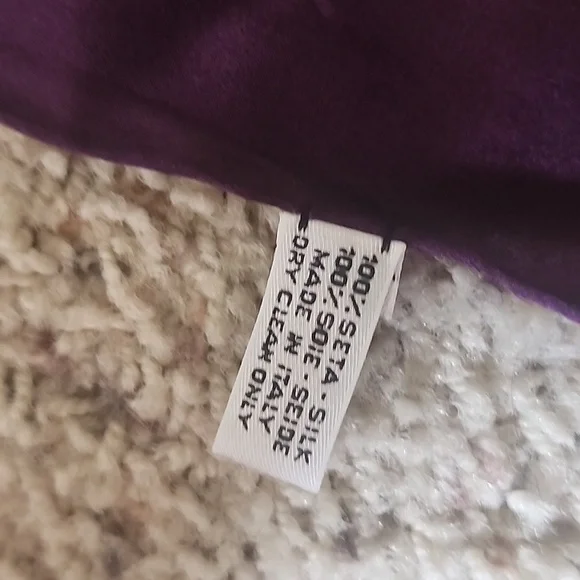 100% SETA - SILK
100% SOIE SEIDE
MADE IN ITALY
DRY CLEAN ONLY